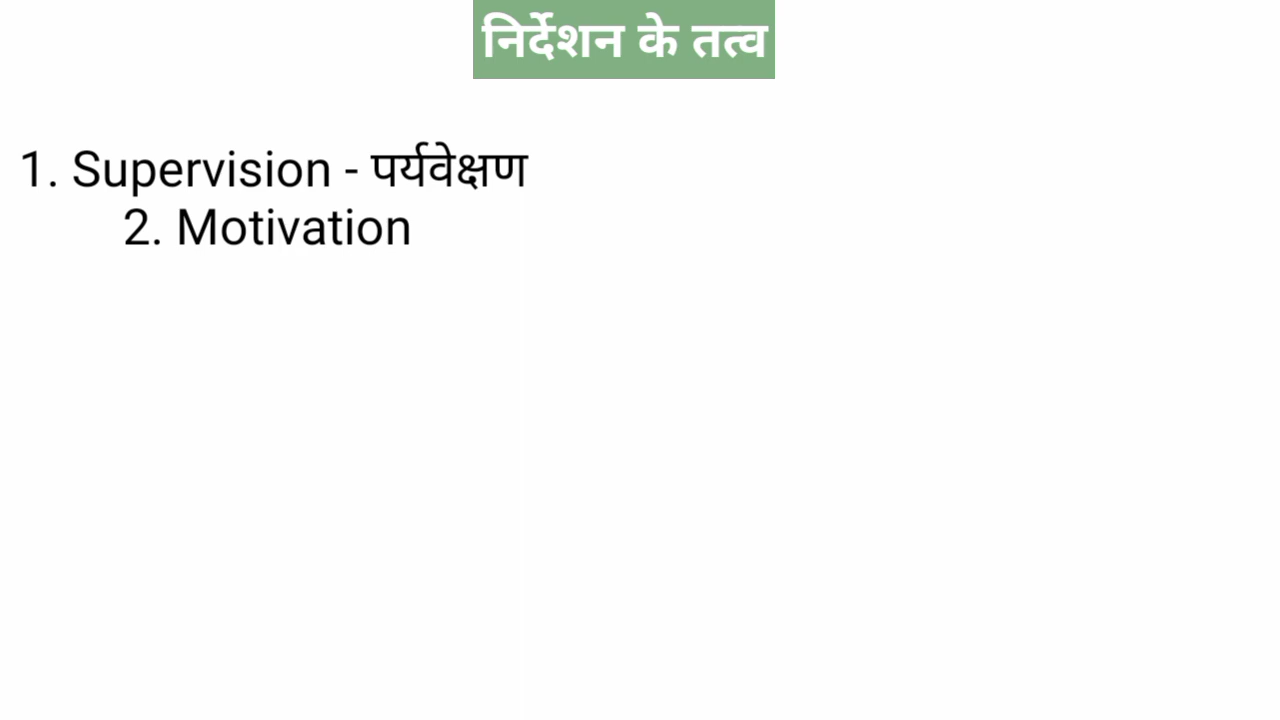 निर्देशन के तत्व
1. Supervision - पर्यवेक्षण
2. Motivation